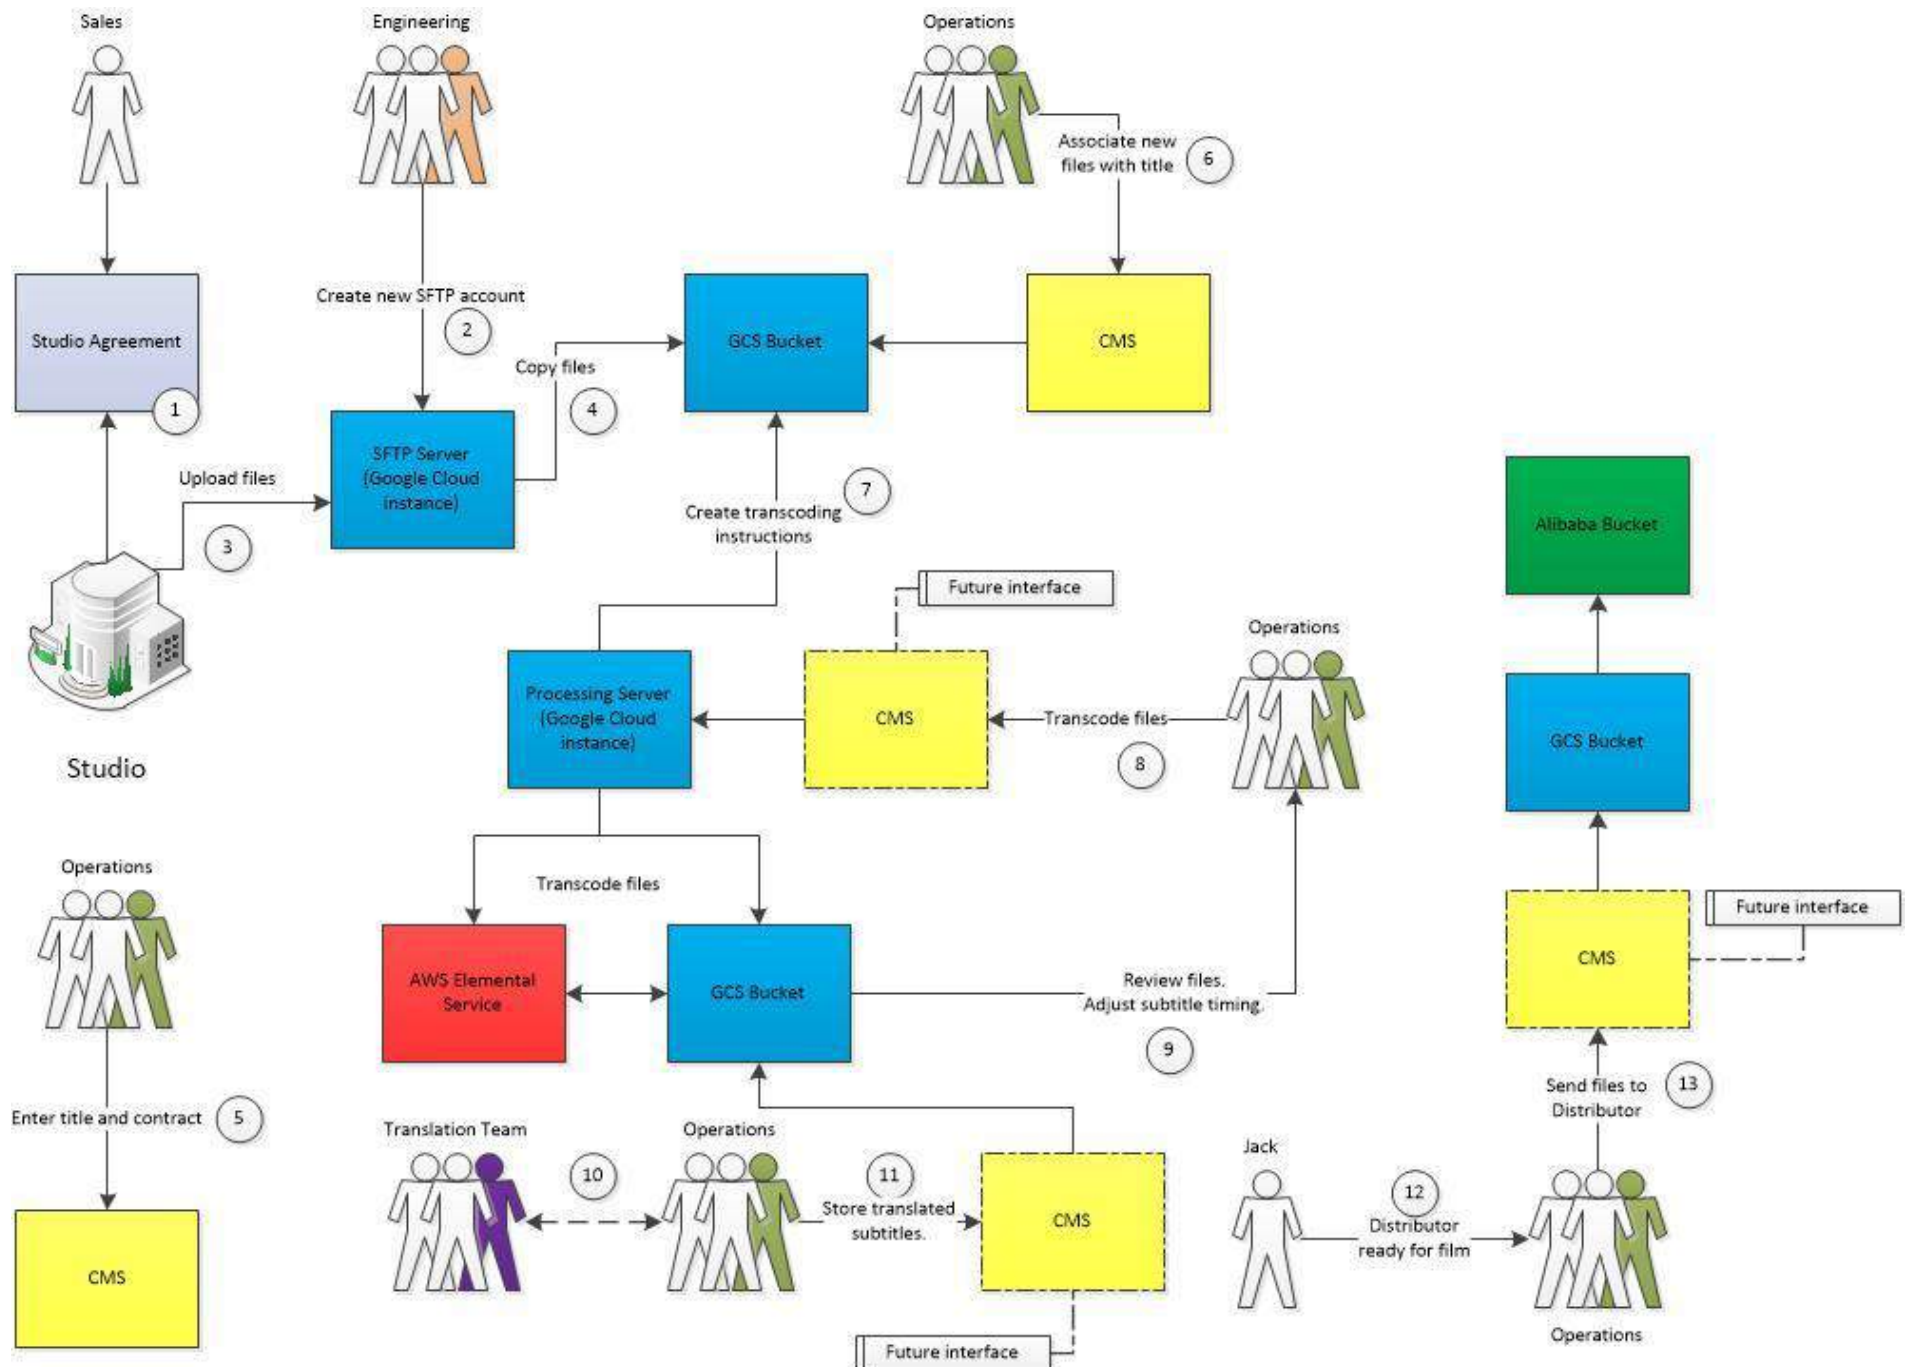 Sales
Engineering
Operations
Associate new
files with title
6
Create new SFTP account
2
Studio Agreement
1
GCS Bucket
CMS
Copy files
4
SFTP Server
(Google Cloud
instance)
Upload files
3
7
Create transcoding
instructions
Alibaba Bucket
Future interface
Operations
Processing Server
(Google Cloud
instance)
CMS
Transcode files
8
GCS Bucket
Studio
Operations
Transcode files
Future interface
AWS Elemental
Service
GCS Bucket
Review files.
Adjust subtitle timing.
9
CMS
Enter title and contract
5
Send files to
Distributor
13
Translation Team
10
Operations
11
Store translated
subtitles.
CMS
Jack
12
Distributor
ready for film
CMS
Operations
Future interface